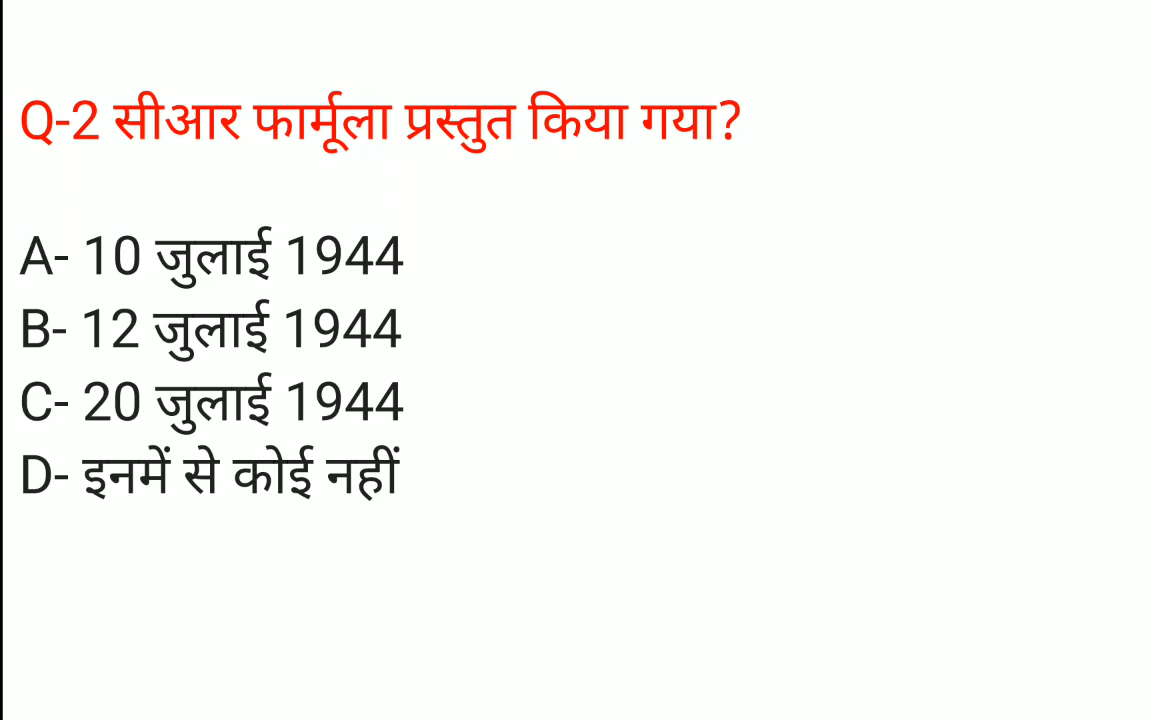 Q-2 सीआर फार्मूला प्रस्तुत किया गया?
A- 10 जुलाई 1944
B- 12 जुलाई 1944
C- 20 जुलाई 1944
D- इनमें से कोई नहीं